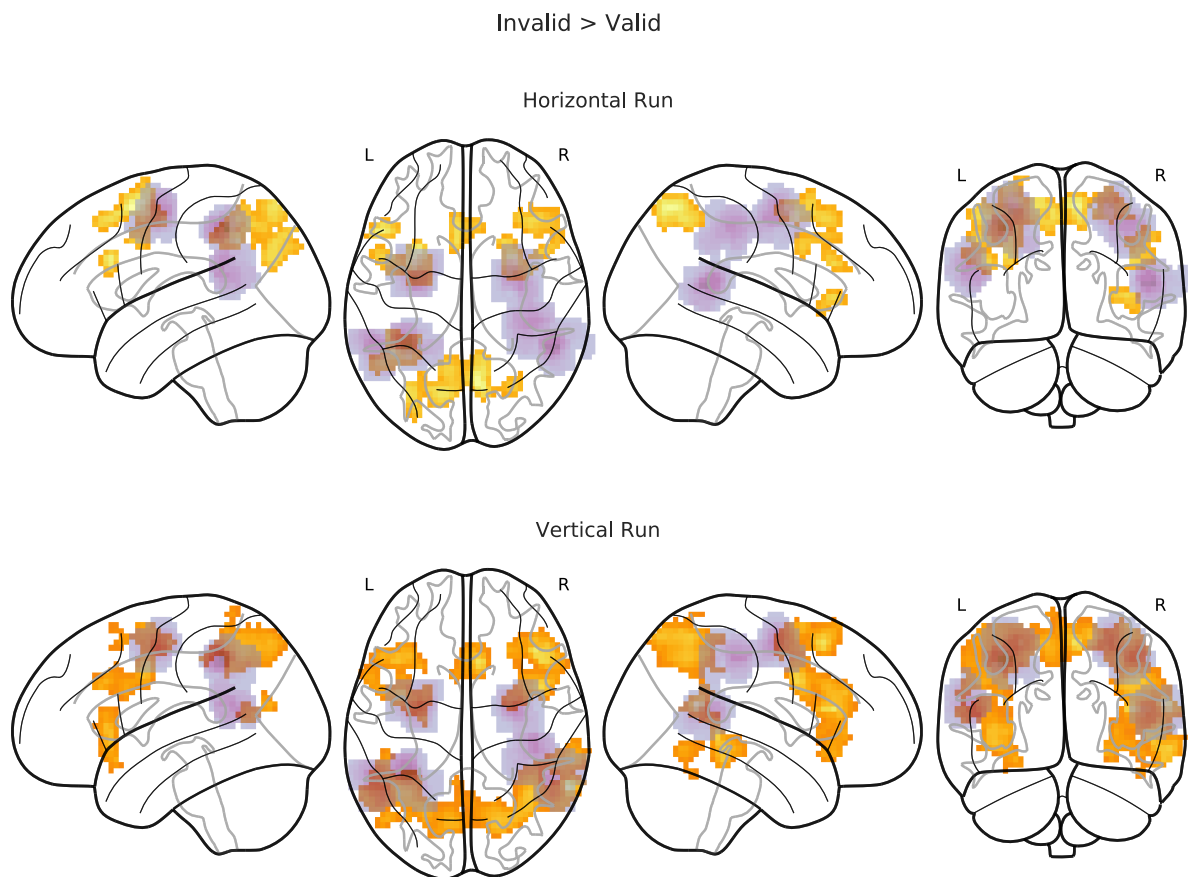 Invalid > Valid
Horizontal Run
L R L R
Vertical Run
L R L R